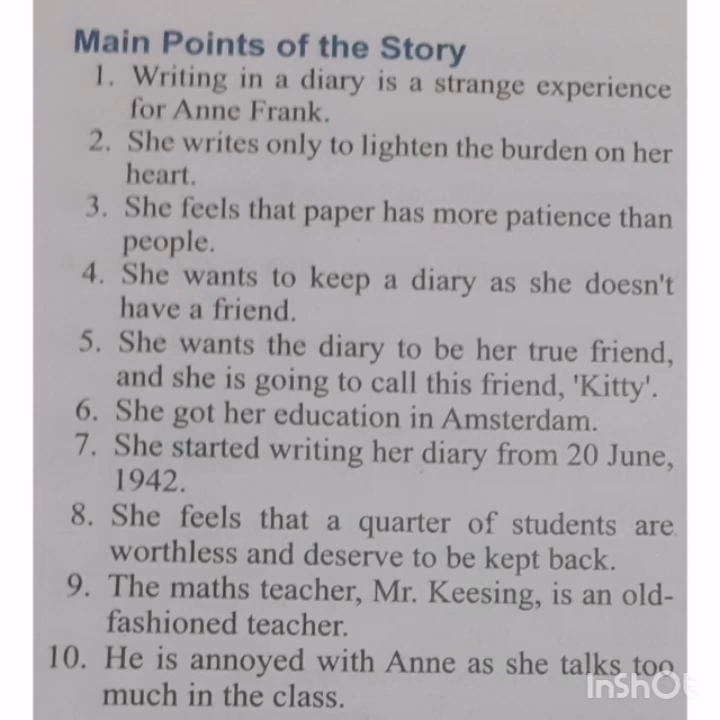 Main Points of the Story
1. Writing in a diary is a strange experience
for Anne Frank.
2. She writes only to lighten the burden on her
heart.
3. She feels that paper has more patience than
people.
4. She wants to keep a diary as she doesn't
have a friend.
5. She wants the diary to be her true friend,
and she is going to call this friend, 'Kitty'.
6. She got her education in Amsterdam.
7. She started writing her diary from 20 June,
1942.
8. She feels that a quarter of students are
worthless and deserve to be kept back.
9. The maths teacher, Mr. Keesing, is an old-
fashioned teacher.
10. He is annoyed with Anne as she talks too
much in the class.
InShOt